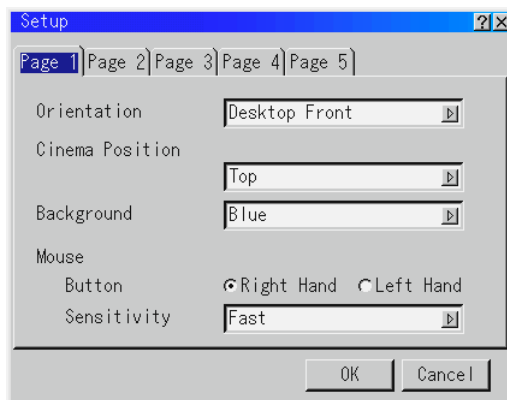 Setup
Page 1 Page 2 Page 3 Page 4 Page 5
Orientation Desktop Front
Cinema Position
Top
Background Blue
Mouse
Button Right Hand Left Hand
Sensitivity Fast
OK Cancel